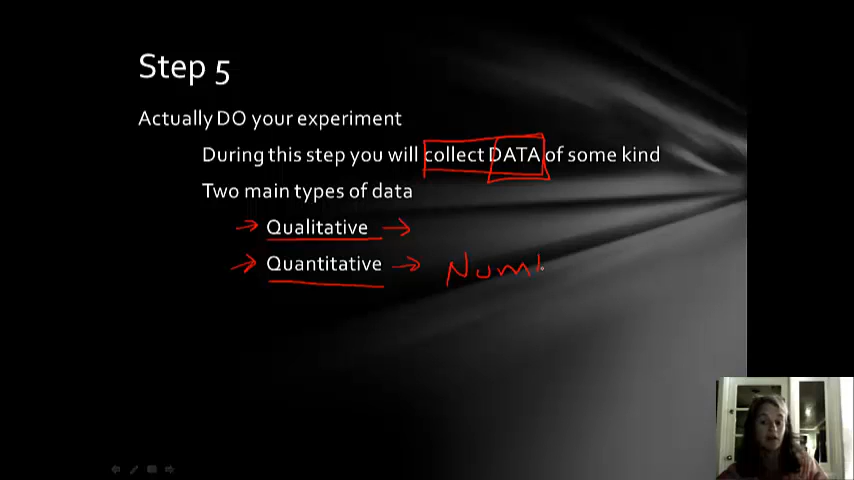 Step 5
Actually DO your experiment
During this step you will collect DATA of some kind
Two main types of data
→ Qualitative →
→ Quantitative → Num